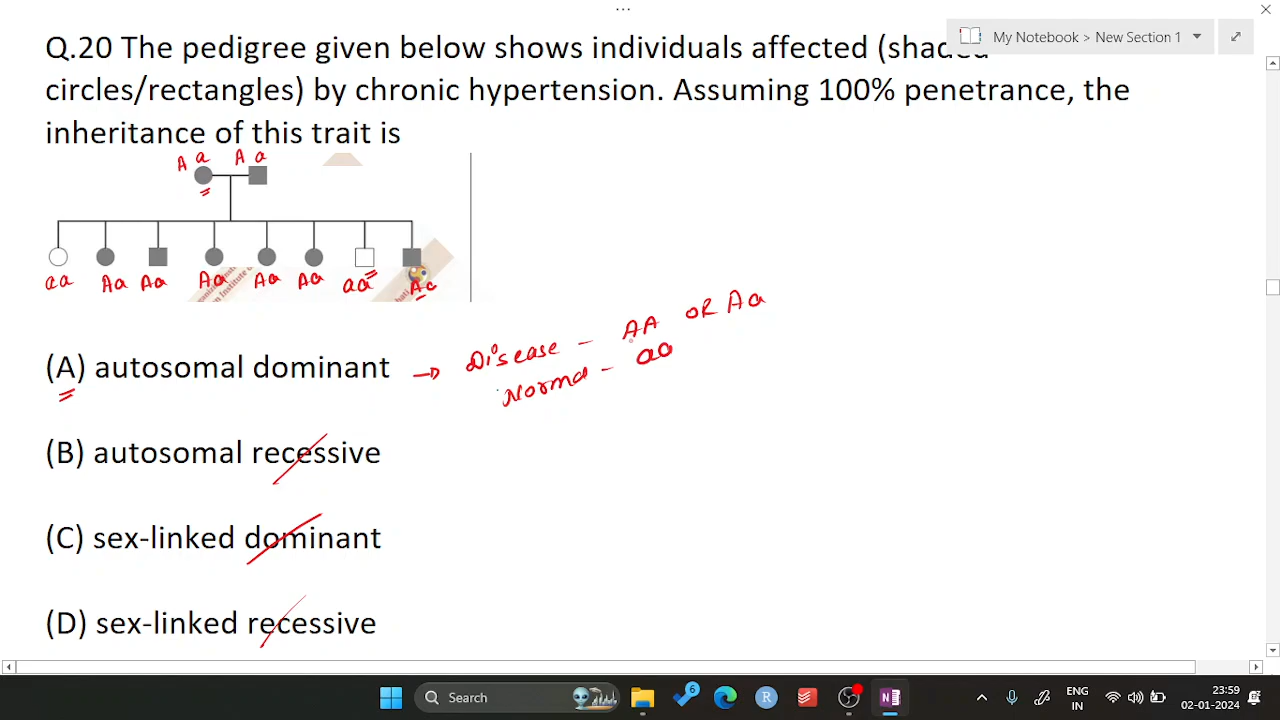 ...
My Notebook > New Section 1
Q.20 The pedigree given below shows individuals affected (shaded
circles/rectangles) by chronic hypertension. Assuming 100% penetrance, the
inheritance of this trait is
A a A a
aa Aa Aa Aa Aa Aa aa Aa
(A) autosomal dominant → Disease - AA OR Aa
Normal - aa
(B) autosomal recessive
(C) sex-linked dominant
(D) sex-linked recessive
Search
6
R
ENG
IN
23:59
02-01-2024